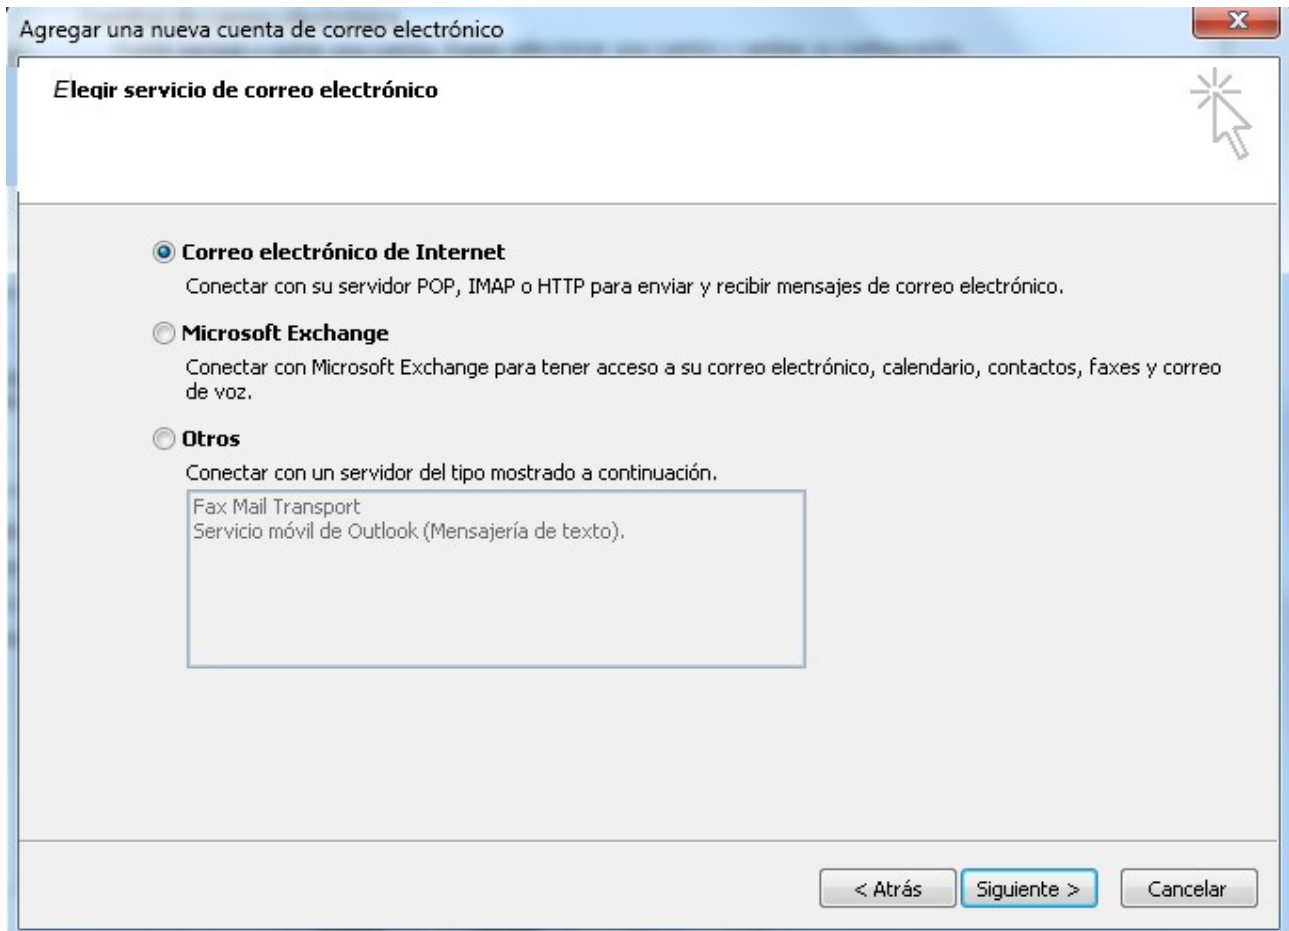 Agregar una nueva cuenta de correo electrónico
Elegir servicio de correo electrónico
Correo electrónico de Internet
Conectar con su servidor POP, IMAP o HTTP para enviar y recibir mensajes de correo electrónico.
Microsoft Exchange
Conectar con Microsoft Exchange para tener acceso a su correo electrónico, calendario, contactos, faxes y correo
de voz.
Otros
Conectar con un servidor del tipo mostrado a continuación.
Fax Mail Transport
Servicio móvil de Outlook (Mensajería de texto).
< Atrás Siguiente > Cancelar